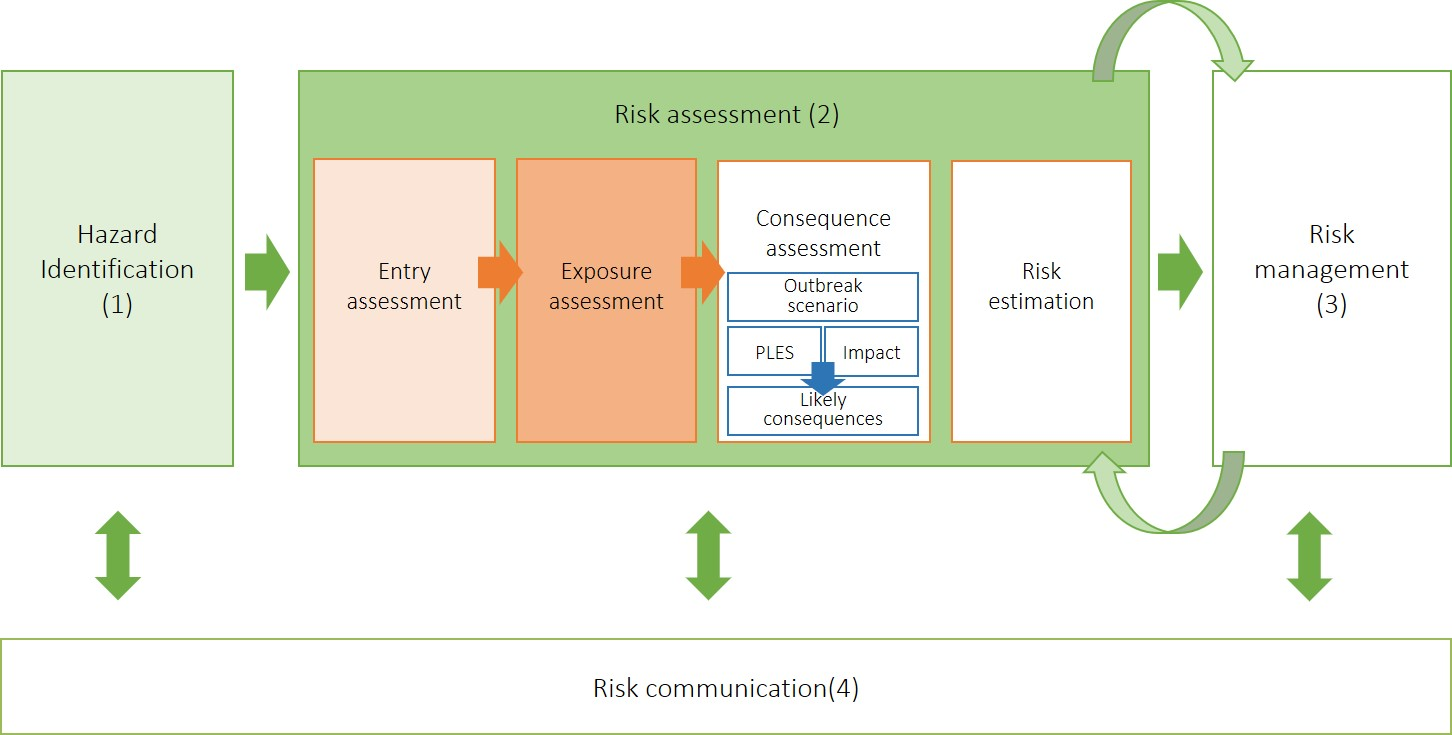 Hazard
Identification
(1)
Risk assessment (2)
Entry
assessment
Exposure
assessment
Consequence
assessment
Outbreak
scenario
PLES
Impact
Likely
consequences
Risk
estimation
Risk
management
(3)
Risk communication(4)